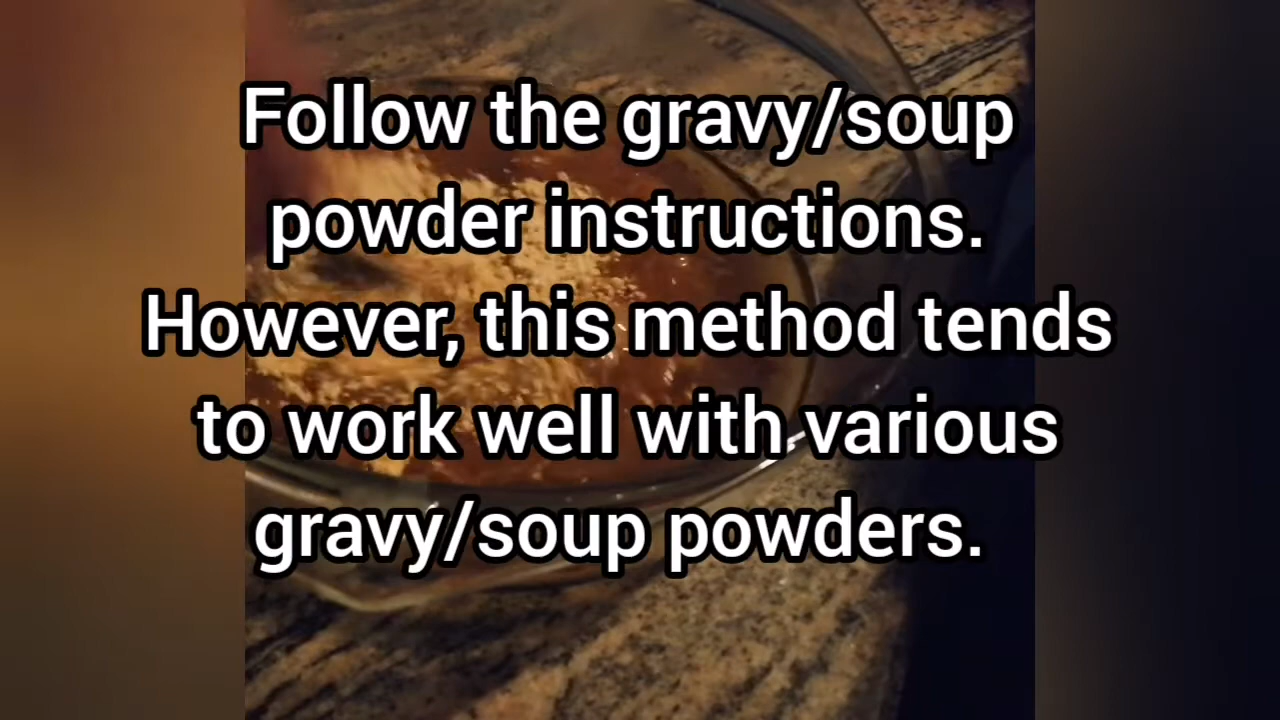 Follow the gravy/soup
powder instructions.
However, this method tends
to work well with various
gravy/soup powders.